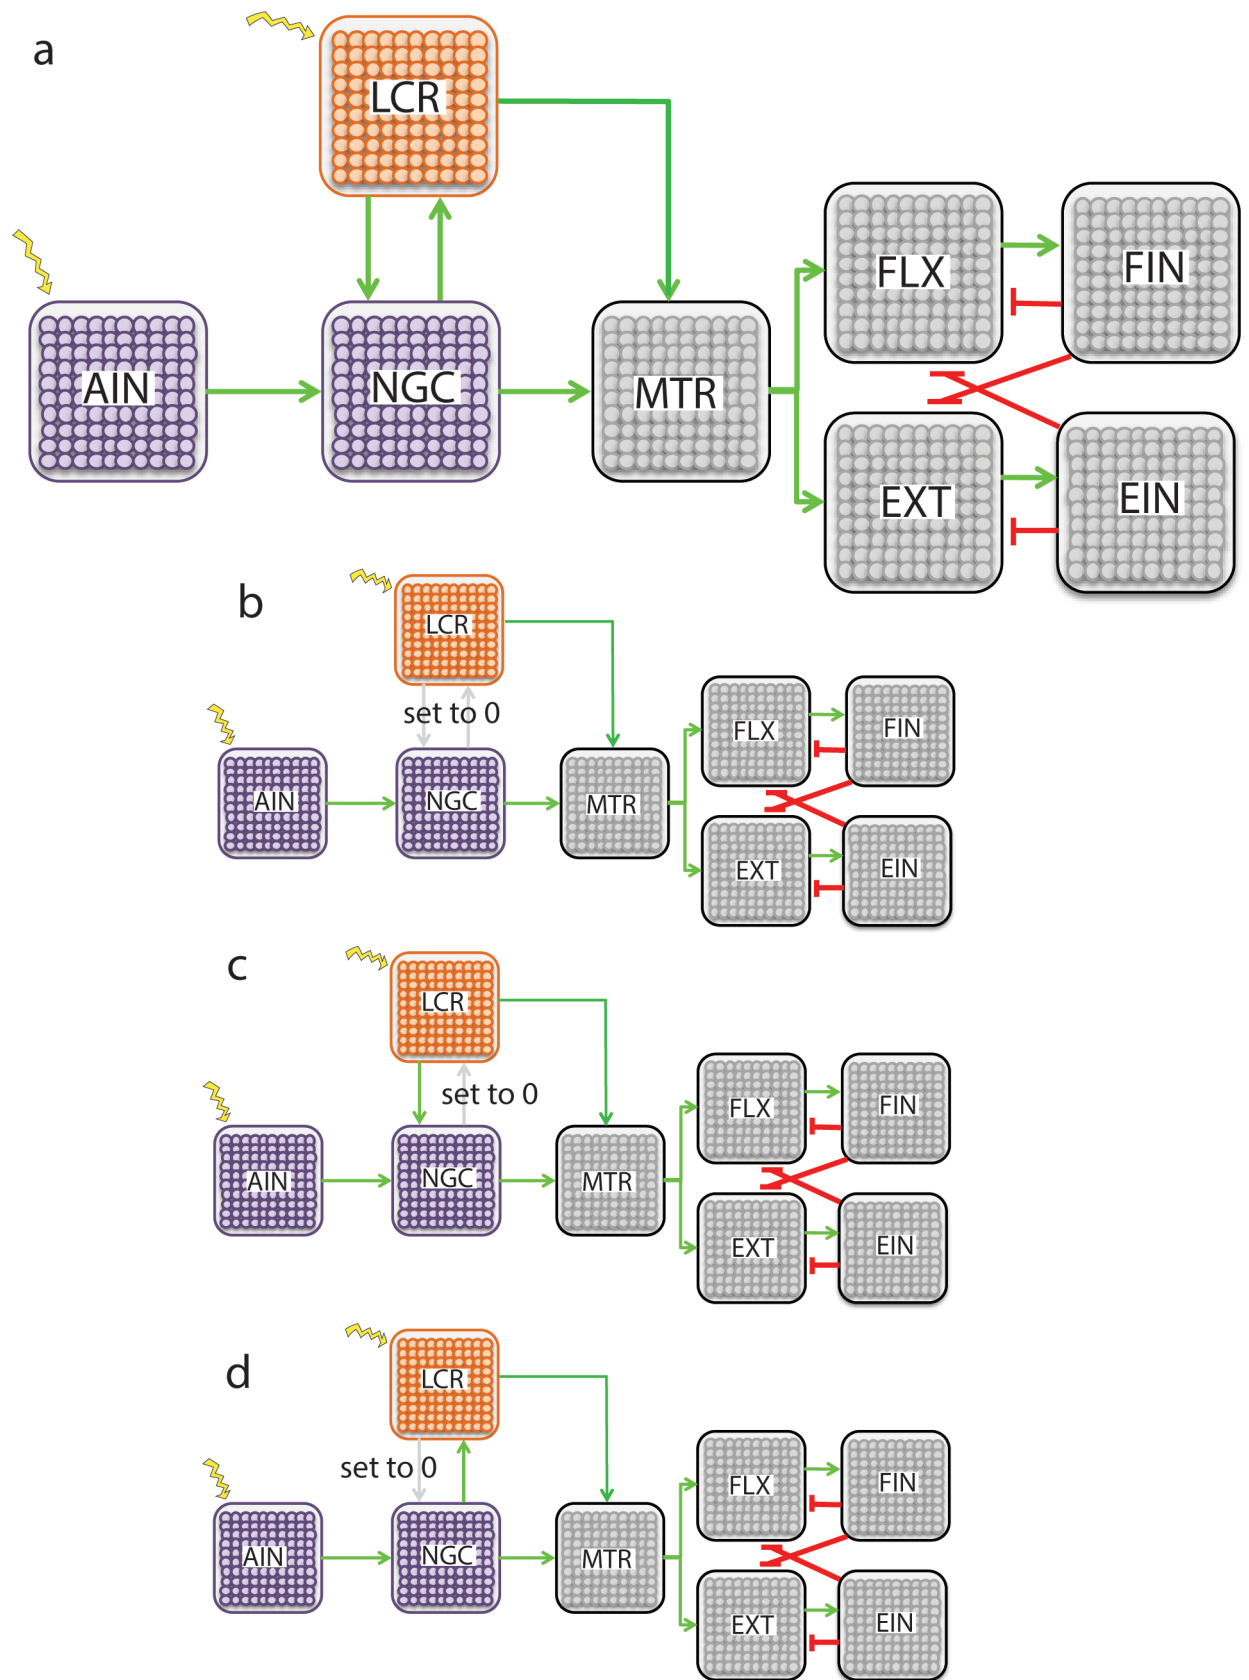 a
LCR
AIN
NGC
MTR
FLX
FIN
EXT
EIN
b
LCR
set to 0
AIN
NGC
MTR
FLX
FIN
EXT
EIN
c
LCR
set to 0
AIN
NGC
MTR
FLX
FIN
EXT
EIN
d
LCR
set to 0
AIN
NGC
MTR
FLX
FIN
EXT
EIN